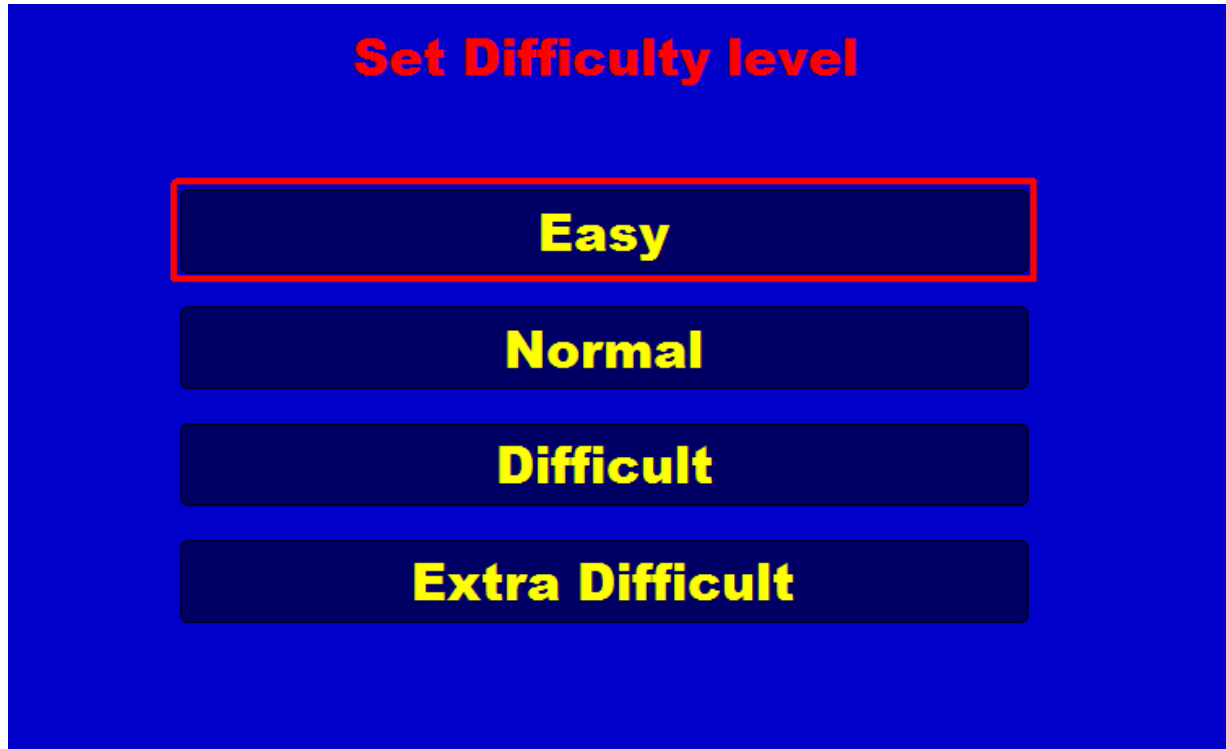 Set Difficulty level
Easy
Normal
Difficult
Extra Difficult